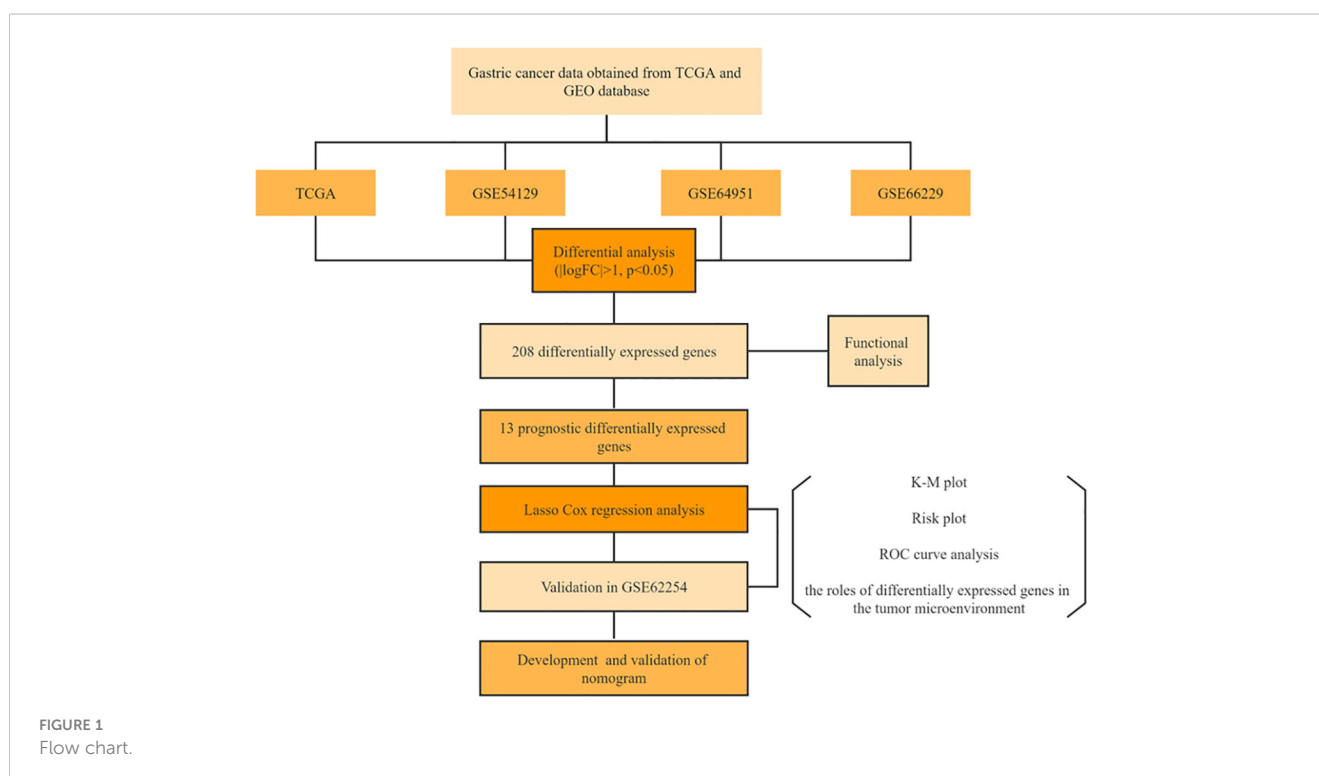 Gastric cancer data obtained from TCGA and
GEO database
TCGA
GSE54129
GSE64951
GSE66229
Differential analysis
(|logFC|>1, p<0.05)
208 differentially expressed genes
Functional
analysis
13 prognostic differentially expressed
genes
Lasso Cox regression analysis
Validation in GSE62254
K-M plot
Risk plot
ROC curve analysis
the roles of differentially expressed genes in
the tumor microenvironment
Development and validation of
nomogram
FIGURE 1
Flow chart.